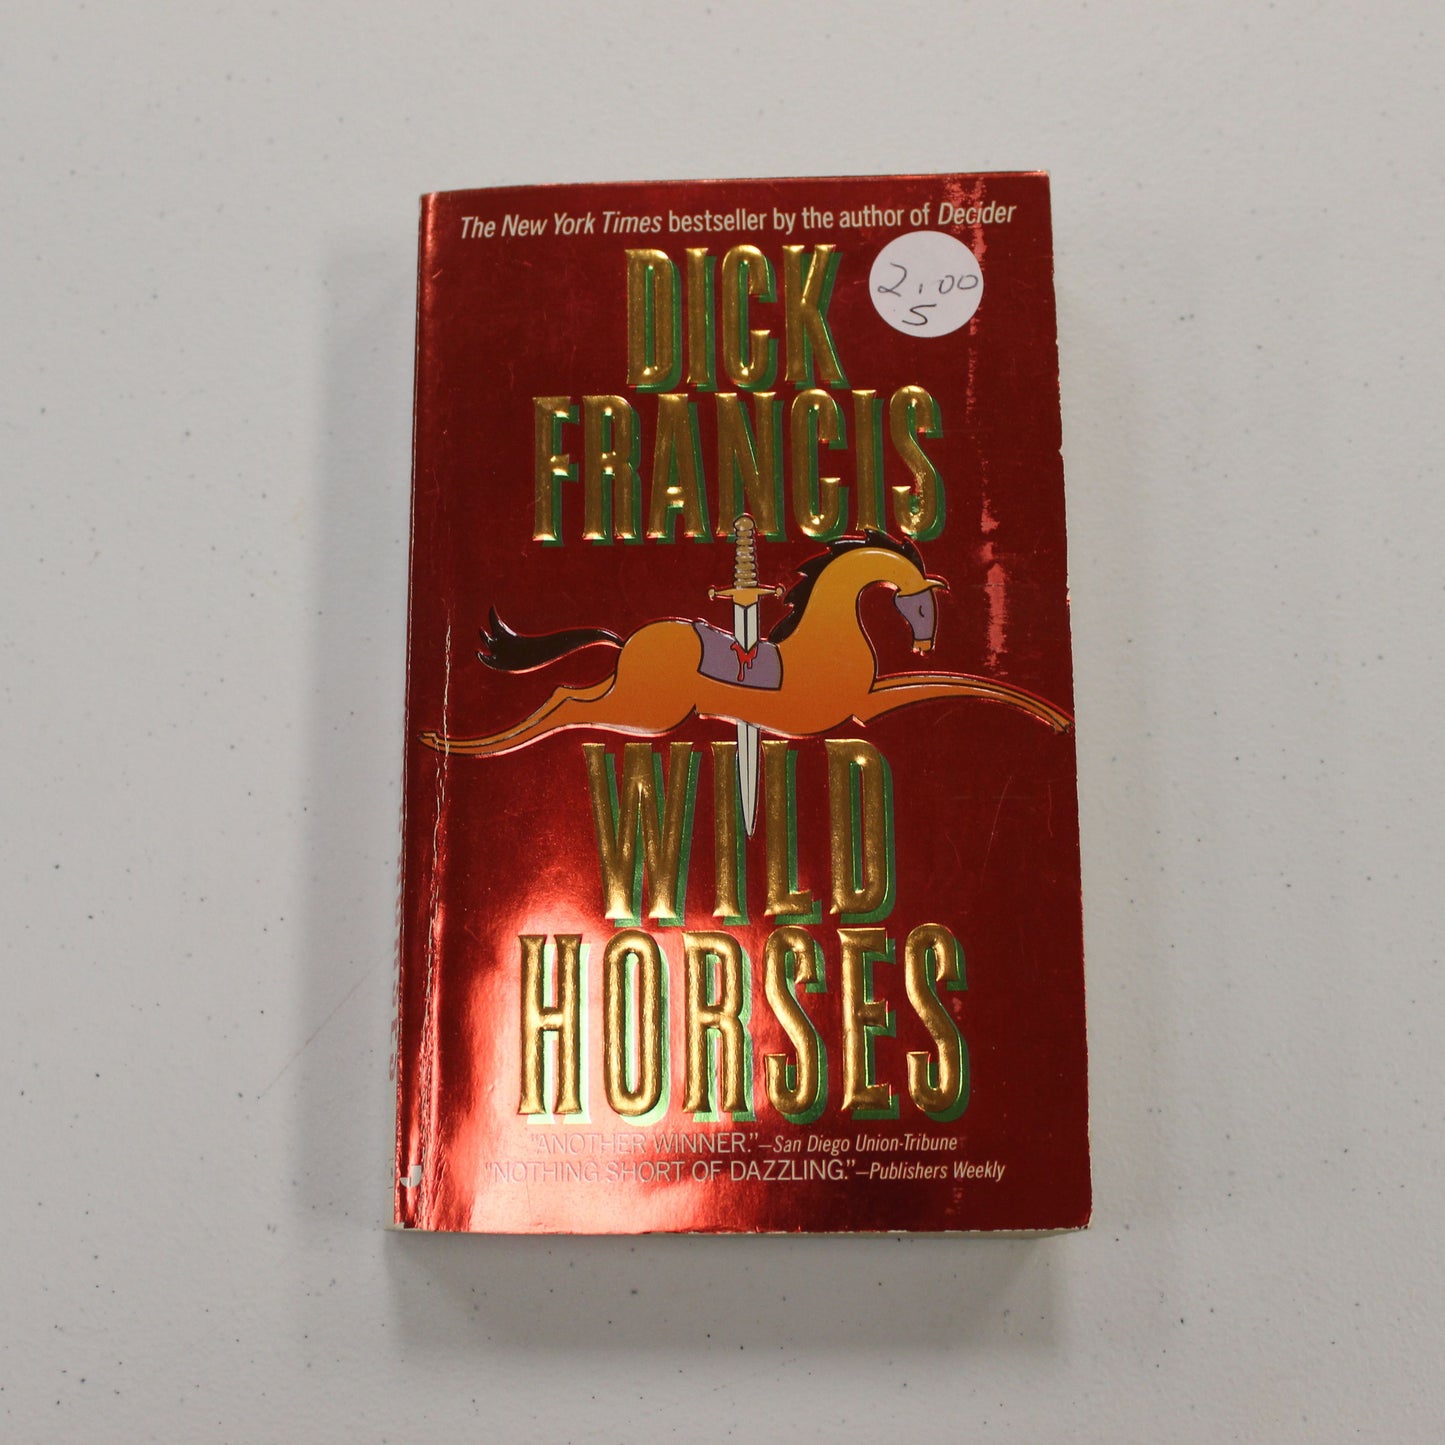 The New York Times bestseller by the author of Decider
2.00
S
DICK
FRANCIS
WILD
HORSES
"ANOTHER WINNER."—San Diego Union-Tribune
"NOTHING SHORT OF DAZZLING."—Publishers Weekly
J